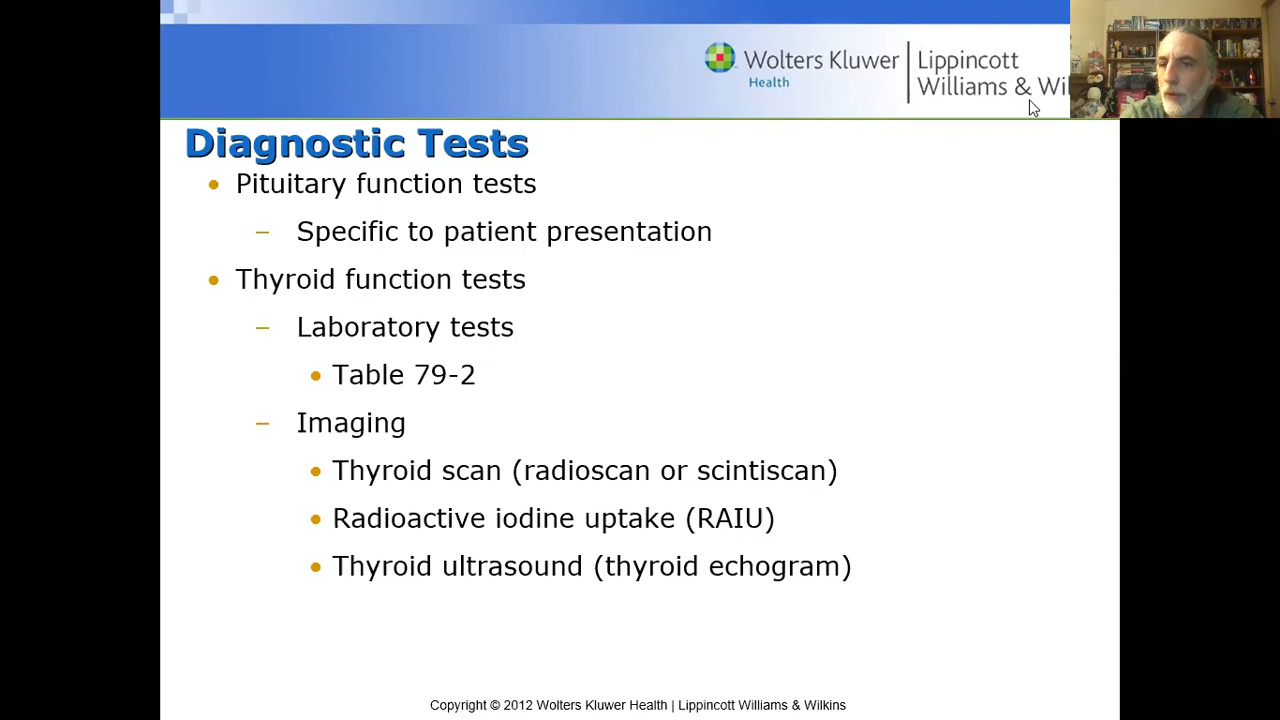 Wolters Kluwer
Health
Lippincott
Williams & Wil
Diagnostic Tests
• Pituitary function tests
– Specific to patient presentation
• Thyroid function tests
– Laboratory tests
• Table 79-2
– Imaging
• Thyroid scan (radioscan or scintiscan)
• Radioactive iodine uptake (RAIU)
• Thyroid ultrasound (thyroid echogram)
Copyright © 2012 Wolters Kluwer Health | Lippincott Williams & Wilkins